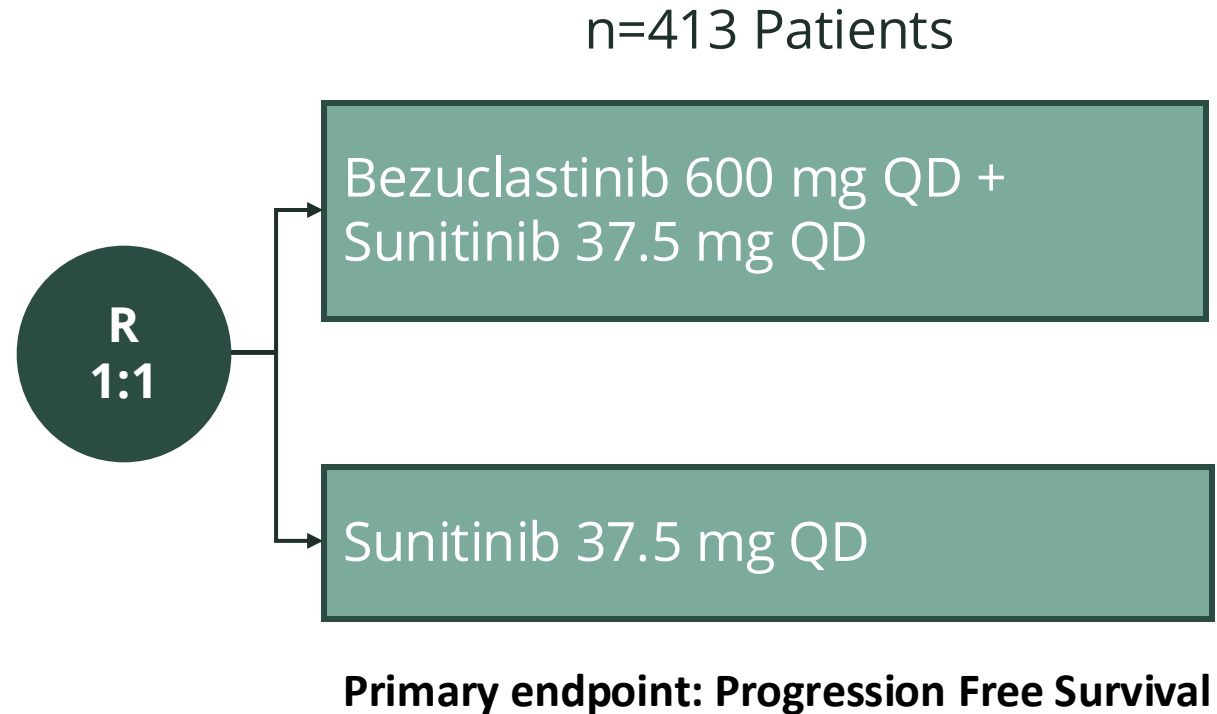 n=413 Patients
Bezuclastinib 600 mg QD +
Sunitinib 37.5 mg QD
R
1:1
Sunitinib 37.5 mg QD
Primary endpoint: Progression Free Survival